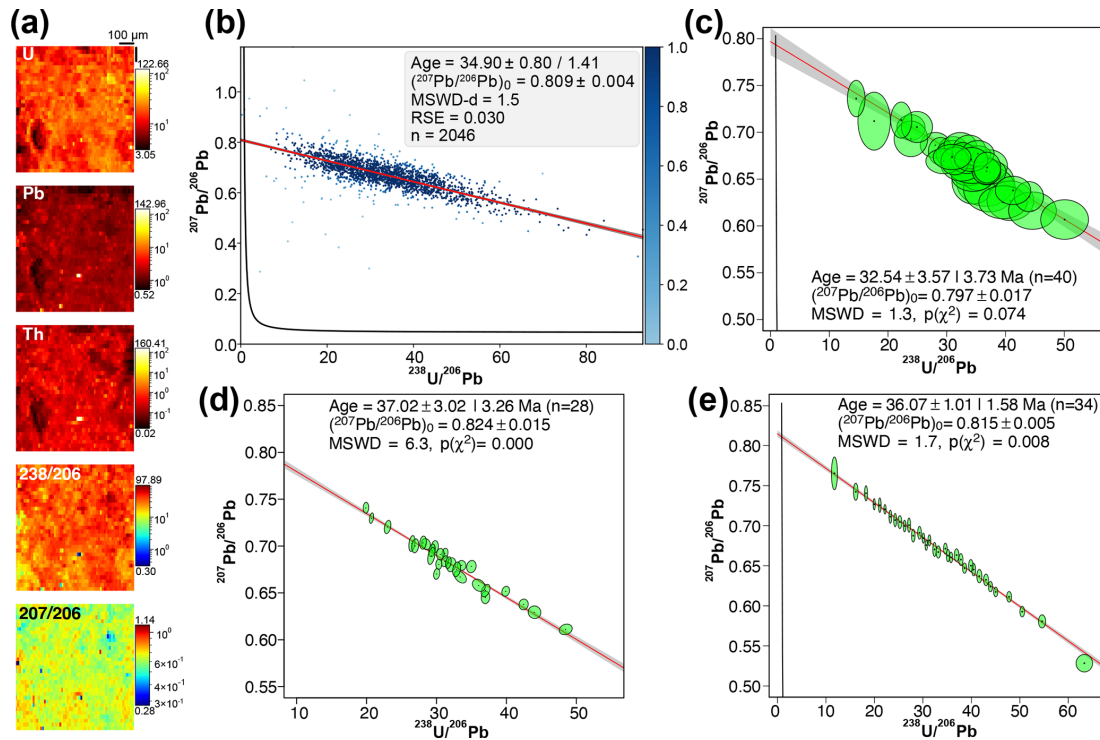 (a)
100 μm
U
122.66
10²
10¹
3.05
Pb
142.96
10²
10¹
10⁰
0.52
Th
160.41
10²
10¹
10⁰
10⁻¹
0.02
238/206
97.89
10¹
10⁰
0.30
207/206
1.14
10⁰
6×10⁻¹
4×10⁻¹
3×10⁻¹
0.28
(b)
Age = 34.90 ± 0.80 / 1.41
(²⁰⁷Pb/²⁰⁶Pb)₀ = 0.809 ± 0.004
MSWD-d = 1.5
RSE = 0.030
n = 2046
²⁰⁷Pb/²⁰⁶Pb
1.0
0.8
0.6
0.4
0.2
0.0
0 20 40 60 80
²³⁸U/²⁰⁶Pb
1.0
0.8
0.6
0.4
0.2
0.0
(c)
²⁰⁷Pb/²⁰⁶Pb
0.80
0.75
0.70
0.65
0.60
0.55
0.50
Age = 32.54 ± 3.57 | 3.73 Ma (n=40)
(²⁰⁷Pb/²⁰⁶Pb)₀= 0.797 ± 0.017
MSWD = 1.3, p(χ²) = 0.074
0 10 20 30 40 50
²³⁸U/²⁰⁶Pb
(d)
Age = 37.02 ± 3.02 | 3.26 Ma (n=28)
(²⁰⁷Pb/²⁰⁶Pb)₀= 0.824 ± 0.015
MSWD = 6.3, p(χ²)= 0.000
²⁰⁷Pb/²⁰⁶Pb
0.85
0.80
0.75
0.70
0.65
0.60
0.55
10 20 30 40 50
²³⁸U/²⁰⁶Pb
(e)
Age = 36.07 ± 1.01 | 1.58 Ma (n=34)
(²⁰⁷Pb/²⁰⁶Pb)₀= 0.815 ± 0.005
MSWD = 1.7, p(χ²) = 0.008
²⁰⁷Pb/²⁰⁶Pb
0.85
0.80
0.75
0.70
0.65
0.60
0.55
0.50
0 10 20 30 40 50 60
²³⁸U/²⁰⁶Pb